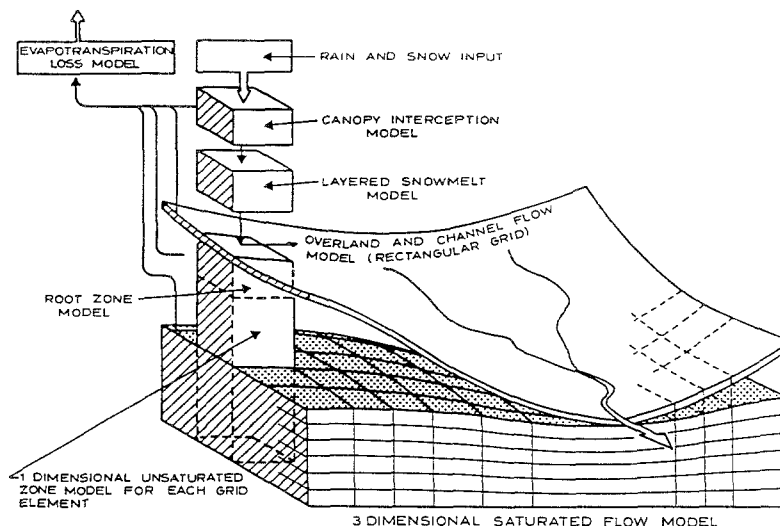 EVAPOTRANSPIRATION
LOSS MODEL
RAIN AND SNOW INPUT
CANOPY INTERCEPTION
MODEL
LAYERED SNOWMELT
MODEL
OVERLAND AND CHANNEL FLOW
MODEL (RECTANGULAR GRID)
ROOT ZONE
MODEL
1 DIMENSIONAL UNSATURATED
ZONE MODEL FOR EACH GRID
ELEMENT
3 DIMENSIONAL SATURATED FLOW MODEL